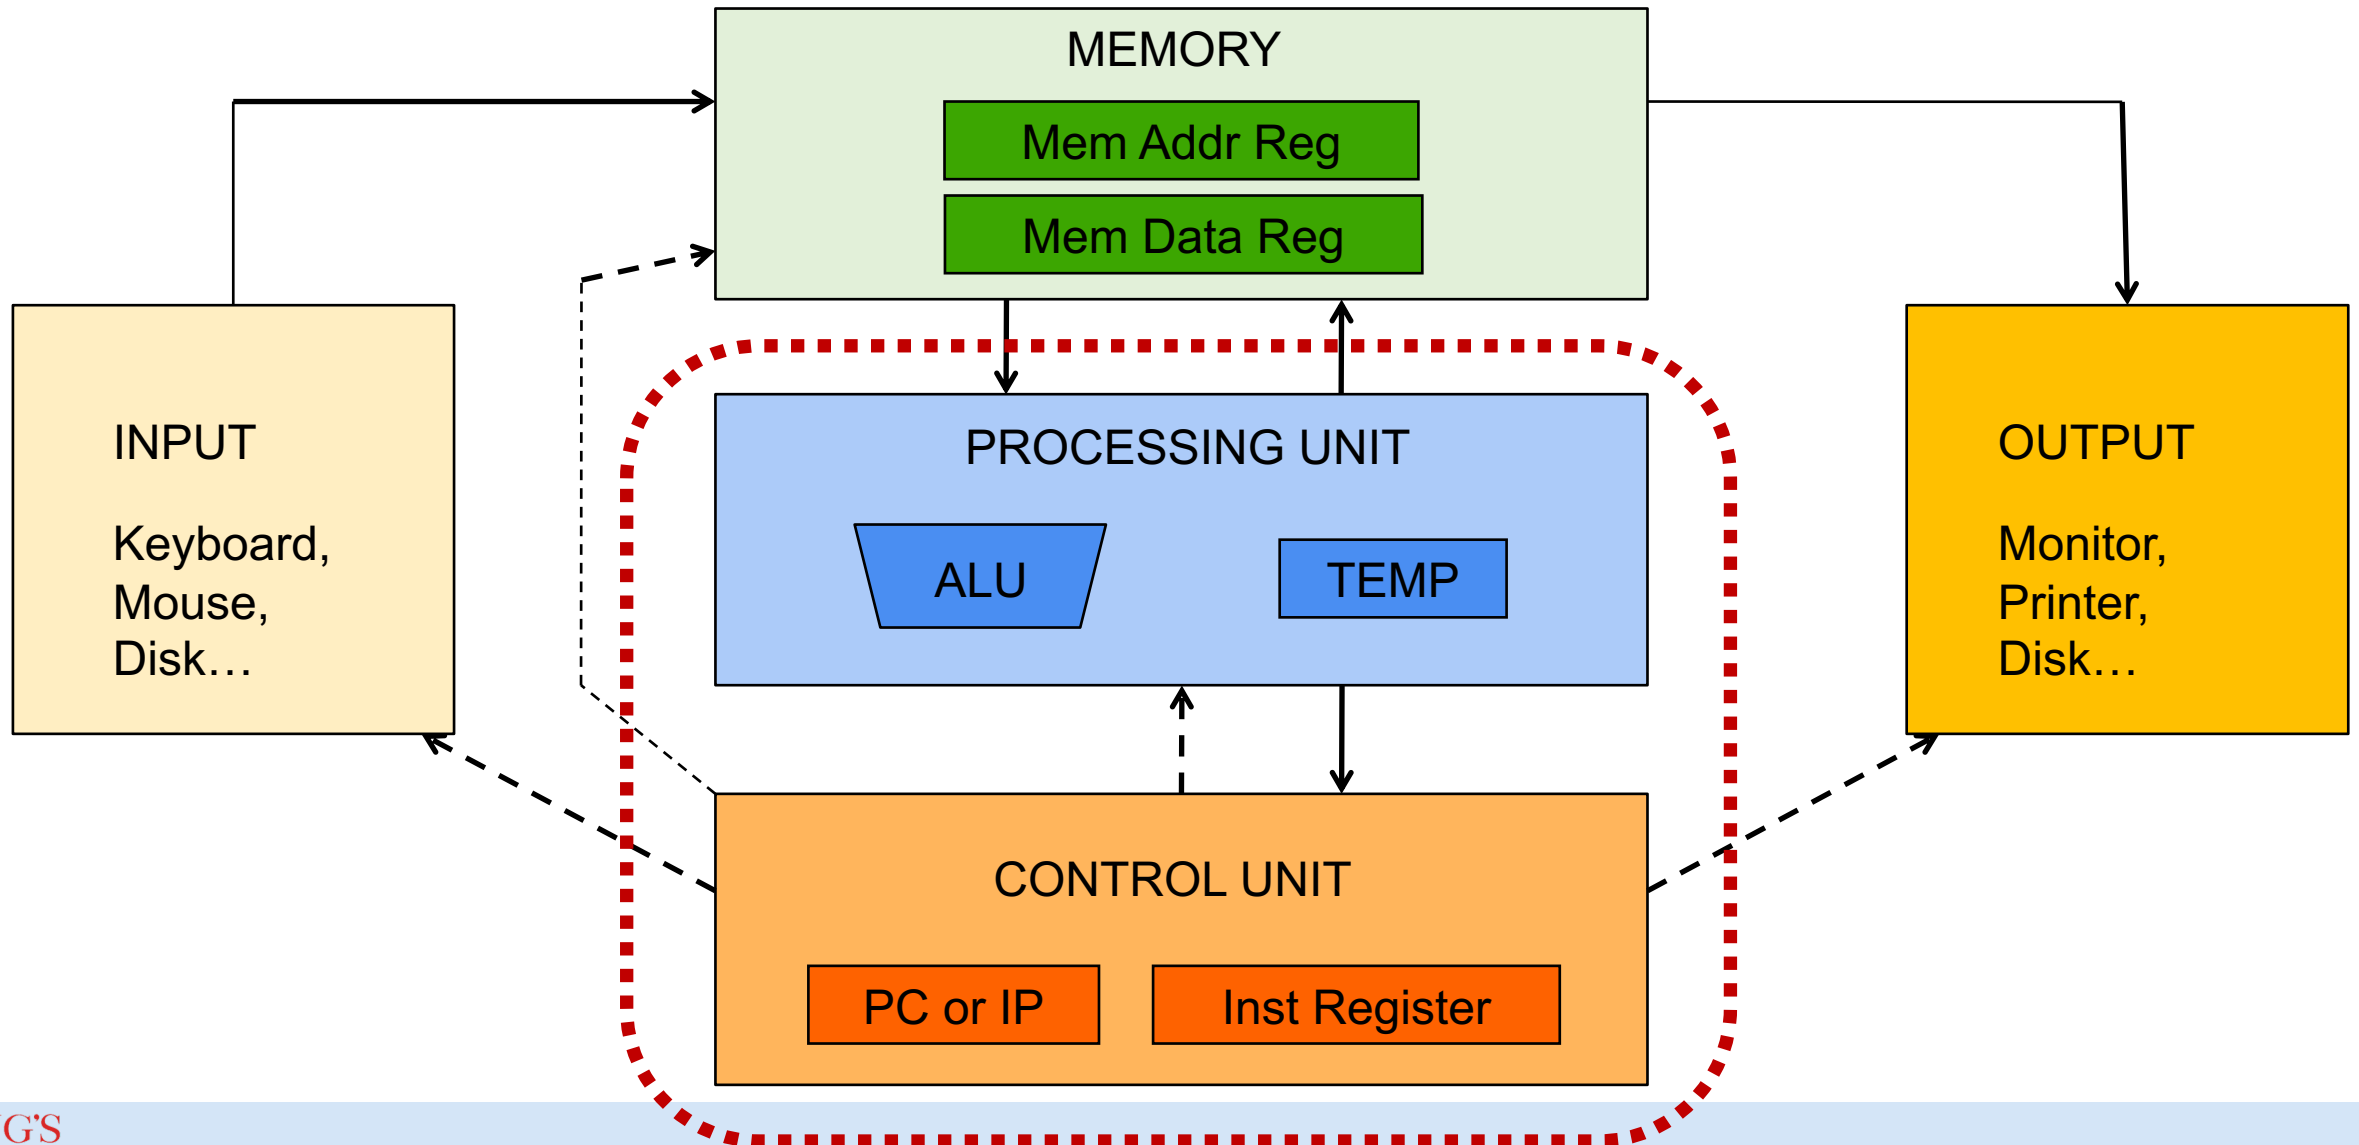 MEMORY
Mem Addr Reg
Mem Data Reg
INPUT
Keyboard,
Mouse,
Disk…
PROCESSING UNIT
ALU
TEMP
OUTPUT
Monitor,
Printer,
Disk…
CONTROL UNIT
PC or IP
Inst Register
G'S